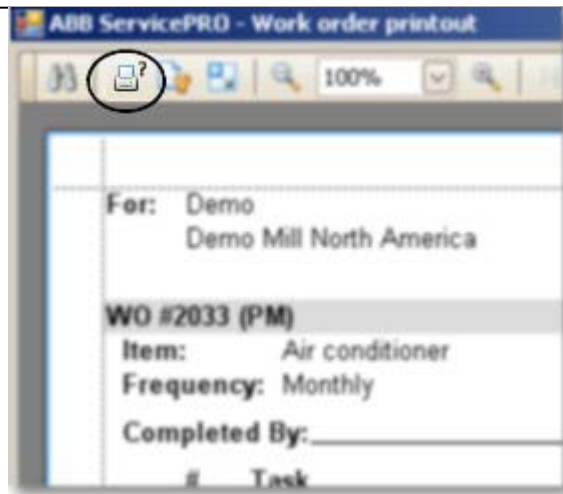 ABB ServicePRO - Work order printout
? 100%
For: Demo
Demo Mill North America
WO #2033 (PM)
Item: Air conditioner
Frequency: Monthly
Completed By:
# Task